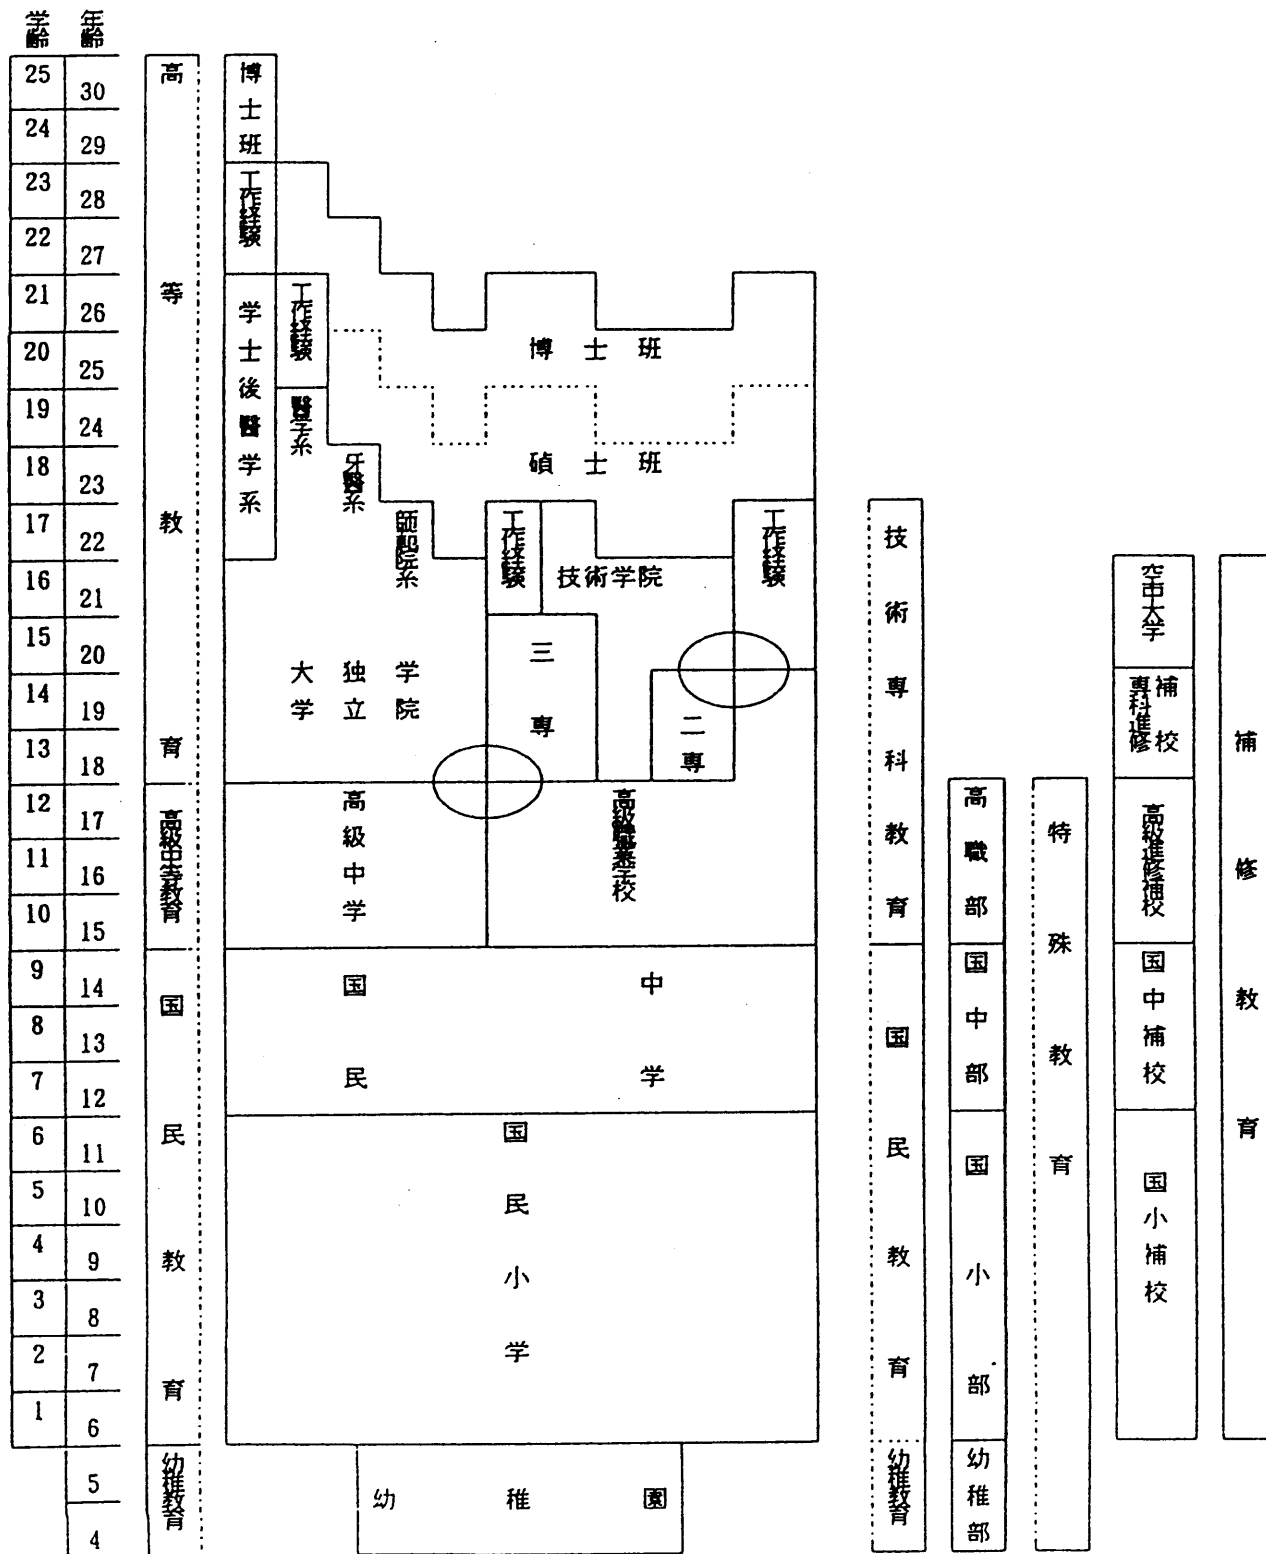 学齢
年齢
25
24
23
22
21
20
19
18
17
16
15
14
13
12
11
10
9
8
7
6
5
4
3
2
1
30
29
28
27
26
25
24
23
22
21
20
19
18
17
16
15
14
13
12
11
10
9
8
7
6
5
4
高等教育
高級中等教育
国民教育
幼稚教育
博士班
工作経験
学士後醫学系
工作経験
醫学系
牙醫系
師範院系
博士班
碩士班
工作経験
技術学院
工作経験
大学
独立
学院
三専
二専
高級中学
高級職業学校
国民
中学
国民小学
幼稚園
技術専科教育
国民教育
幼稚教育
高職部
国中部
国小部
幼稚部
特殊教育
空中大学
専科進修
補校
高級進修補校
国中補校
国小補校
補修教育